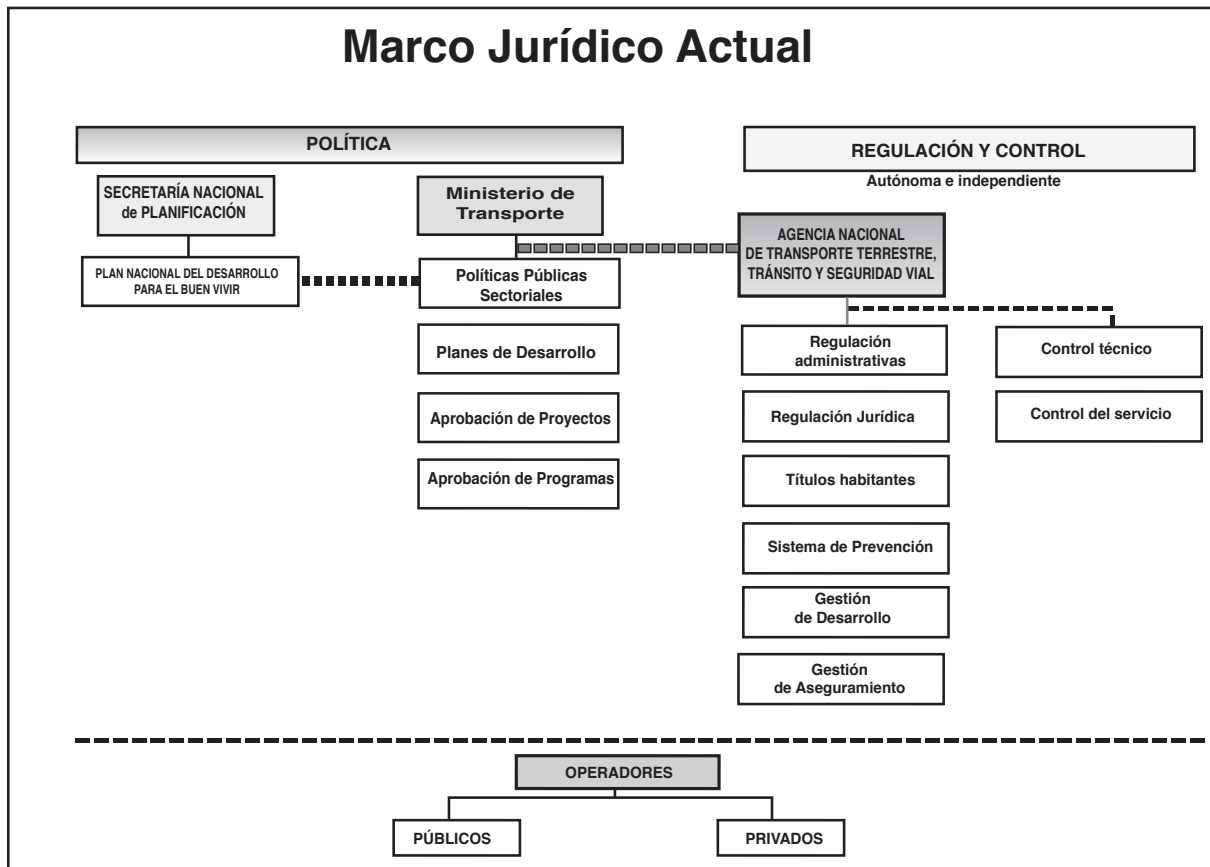 Marco Jurídico Actual
POLÍTICA
SECRETARÍA NACIONAL
de PLANIFICACIÓN
PLAN NACIONAL DEL DESARROLLO
PARA EL BUEN VIVIR
Ministerio de
Transporte
Políticas Públicas
Sectoriales
Planes de Desarrollo
Aprobación de Proyectos
Aprobación de Programas
REGULACIÓN Y CONTROL
Autónoma e independiente
AGENCIA NACIONAL
DE TRANSPORTE TERRESTRE,
TRÁNSITO Y SEGURIDAD VIAL
Regulación
administrativas
Regulación Jurídica
Títulos habitantes
Sistema de Prevención
Gestión
de Desarrollo
Gestión
de Aseguramiento
Control técnico
Control del servicio
OPERADORES
PÚBLICOS
PRIVADOS